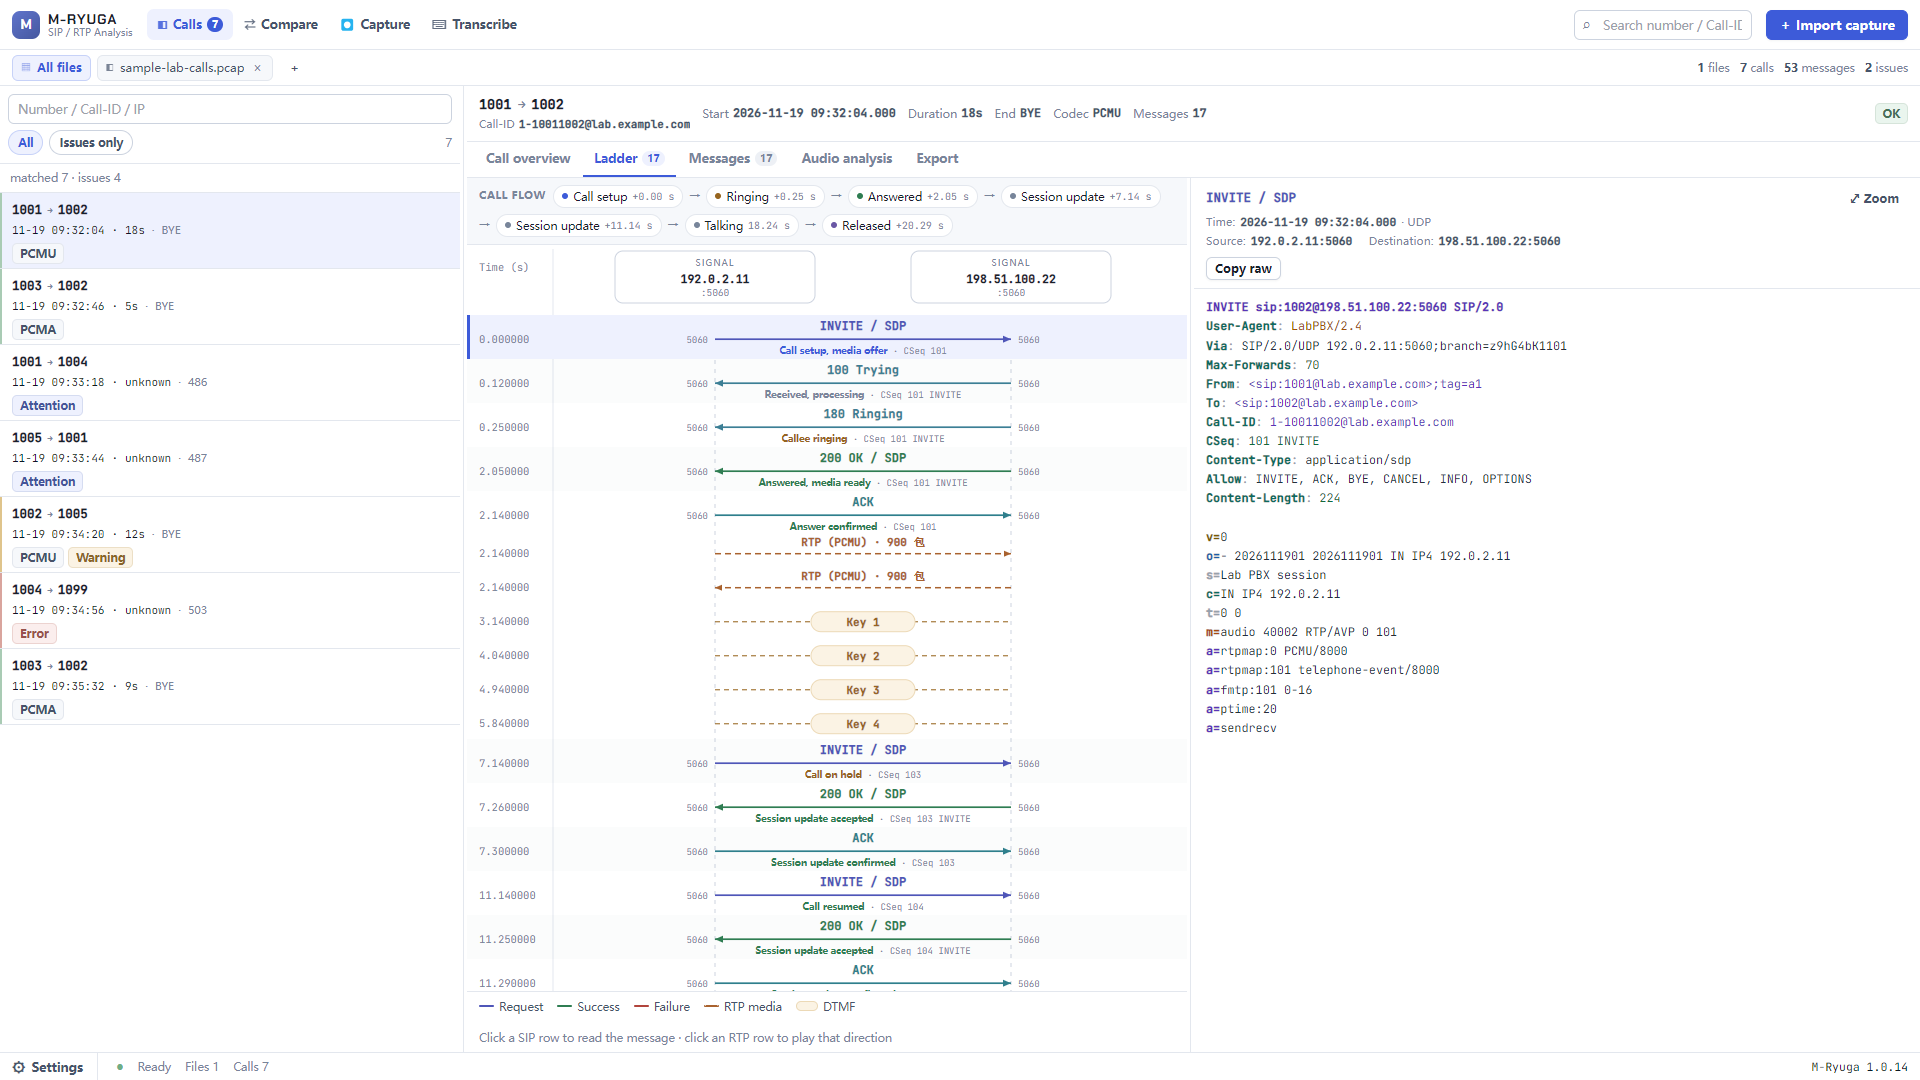 M
M-RYUGA
SIP / RTP Analysis
Calls 7
Compare
Capture
Transcribe
Search number / Call-ID
+ Import capture
All files
sample-lab-calls.pcap ×
+
1 files 7 calls 53 messages 2 issues
Number / Call-ID / IP
All
Issues only
7
matched 7 · issues 4
1001 → 1002
11-19 09:32:04 · 18s · BYE
PCMU
1003 → 1002
11-19 09:32:46 · 5s · BYE
PCMA
1001 → 1004
11-19 09:33:18 · unknown · 486
Attention
1005 → 1001
11-19 09:33:44 · unknown · 487
Attention
1002 → 1005
11-19 09:34:20 · 12s · BYE
PCMU Warning
1004 → 1099
11-19 09:34:56 · unknown · 503
Error
1003 → 1002
11-19 09:35:32 · 9s · BYE
PCMA
1001 → 1002
Call-ID 1-10011002@lab.example.com
Start 2026-11-19 09:32:04.000 Duration 18s End BYE Codec PCMU Messages 17
OK
Call overview
Ladder 17
Messages 17
Audio analysis
Export
CALL FLOW Call setup +0.00 s → Ringing +0.25 s → Answered +2.05 s → Session update +7.14 s
→ Session update +11.14 s → Talking 18.24 s → Released +20.29 s
Time (s)
SIGNAL
192.0.2.11
:5060
SIGNAL
198.51.100.22
:5060
INVITE / SDP
0.000000 5060 5060
Call setup, media offer · CSeq 101
100 Trying
0.120000 5060 5060
Received, processing · CSeq 101 INVITE
180 Ringing
0.250000 5060 5060
Callee ringing · CSeq 101 INVITE
200 OK / SDP
2.050000 5060 5060
Answered, media ready · CSeq 101 INVITE
ACK
2.140000 5060 5060
Answer confirmed · CSeq 101
RTP (PCMU) · 900 包
2.140000
RTP (PCMU) · 900 包
2.140000
3.140000 Key 1
4.040000 Key 2
4.940000 Key 3
5.840000 Key 4
INVITE / SDP
7.140000 5060 5060
Call on hold · CSeq 103
200 OK / SDP
7.260000 5060 5060
Session update accepted · CSeq 103 INVITE
ACK
7.300000 5060 5060
Session update confirmed · CSeq 103
INVITE / SDP
11.140000 5060 5060
Call resumed · CSeq 104
200 OK / SDP
11.250000 5060 5060
Session update accepted · CSeq 104 INVITE
ACK
11.290000 5060 5060
Request Success Failure RTP media DTMF
Click a SIP row to read the message · click an RTP row to play that direction
INVITE / SDP
Zoom
Time: 2026-11-19 09:32:04.000 · UDP
Source: 192.0.2.11:5060 Destination: 198.51.100.22:5060
Copy raw
INVITE sip:1002@198.51.100.22:5060 SIP/2.0
User-Agent: LabPBX/2.4
Via: SIP/2.0/UDP 192.0.2.11:5060;branch=z9hG4bK1101
Max-Forwards: 70
From: <sip:1001@lab.example.com>;tag=a1
To: <sip:1002@lab.example.com>
Call-ID: 1-10011002@lab.example.com
CSeq: 101 INVITE
Content-Type: application/sdp
Allow: INVITE, ACK, BYE, CANCEL, INFO, OPTIONS
Content-Length: 224
v=0
o=- 2026111901 2026111901 IN IP4 192.0.2.11
s=Lab PBX session
c=IN IP4 192.0.2.11
t=0 0
m=audio 40002 RTP/AVP 0 101
a=rtpmap:0 PCMU/8000
a=rtpmap:101 telephone-event/8000
a=fmtp:101 0-16
a=ptime:20
a=sendrecv
Settings
Ready Files 1 Calls 7
M-Ryuga 1.0.14